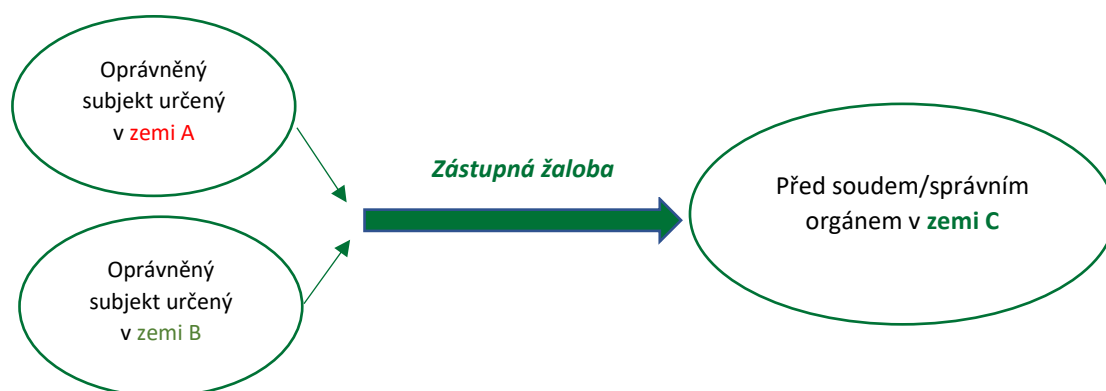 Oprávněný
subjekt určený
v zemi A
Zástupná žaloba
Před soudem/správním
orgánem v zemi C
Oprávněný
subjekt určený
v zemi B